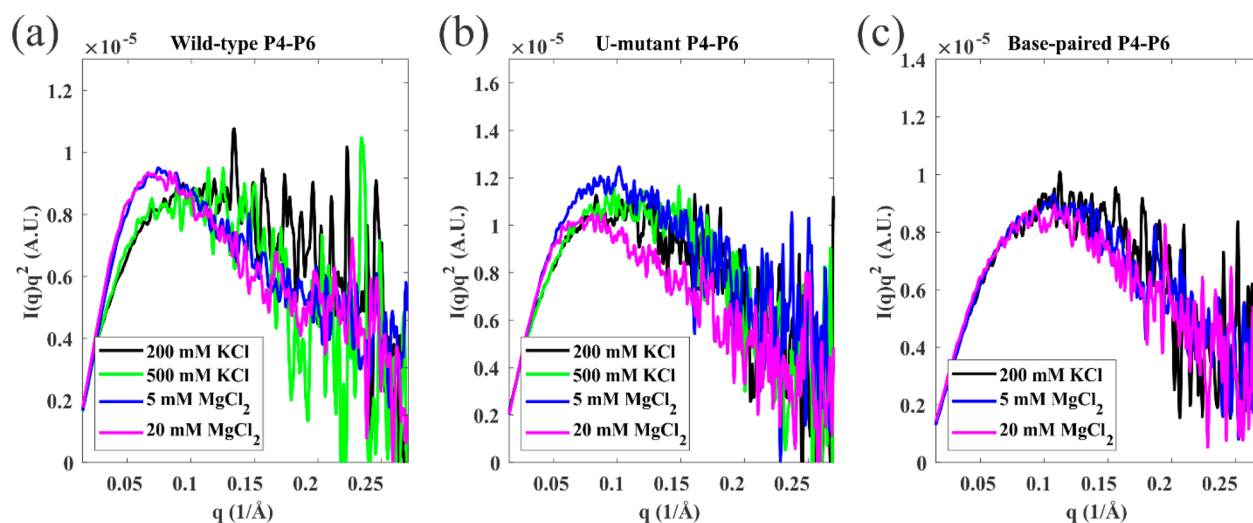 (a)
×10⁻⁵
Wild-type P4-P6
I(q)q² (A.U.)
1.2
1
0.8
0.6
0.4
0.2
0
200 mM KCl
500 mM KCl
5 mM MgCl₂
20 mM MgCl₂
0.05 0.1 0.15 0.2 0.25
q (1/Å)
(b)
×10⁻⁵
U-mutant P4-P6
I(q)q² (A.U.)
1.6
1.4
1.2
1
0.8
0.6
0.4
0.2
0
200 mM KCl
500 mM KCl
5 mM MgCl₂
20 mM MgCl₂
0.05 0.1 0.15 0.2 0.25
q (1/Å)
(c)
×10⁻⁵
Base-paired P4-P6
I(q)q² (A.U.)
1.4
1.2
1
0.8
0.6
0.4
0.2
0
200 mM KCl
5 mM MgCl₂
20 mM MgCl₂
0.05 0.1 0.15 0.2 0.25
q (1/Å)